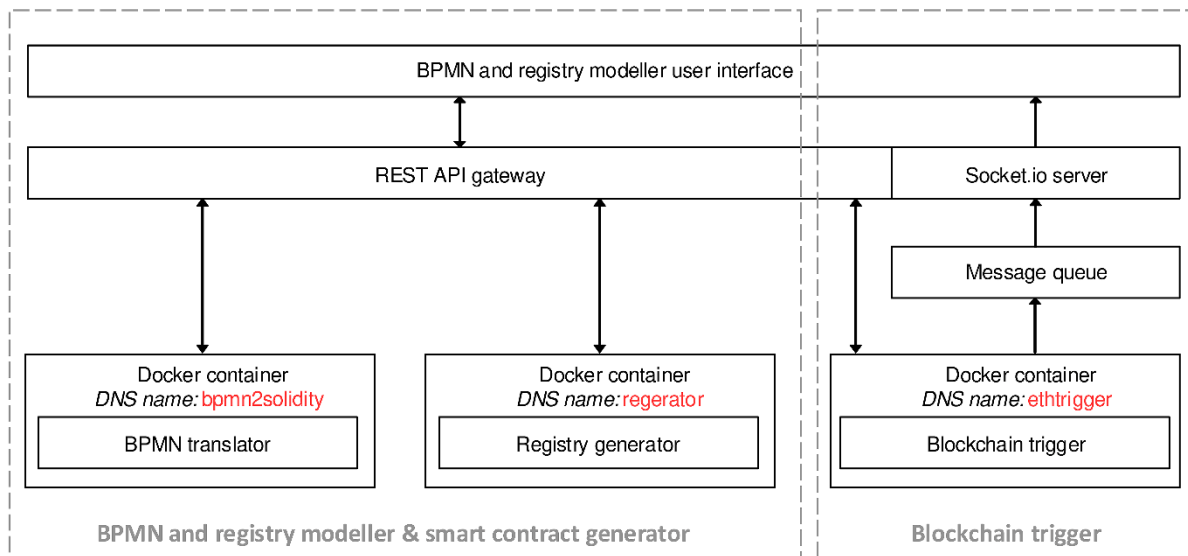 BPMN and registry modeller user interface
REST API gateway
Socket.io server
Message queue
Docker container
DNS name: bpmn2solidity
BPMN translator
Docker container
DNS name: regerator
Registry generator
Docker container
DNS name: ethtrigger
Blockchain trigger
BPMN and registry modeller & smart contract generator
Blockchain trigger